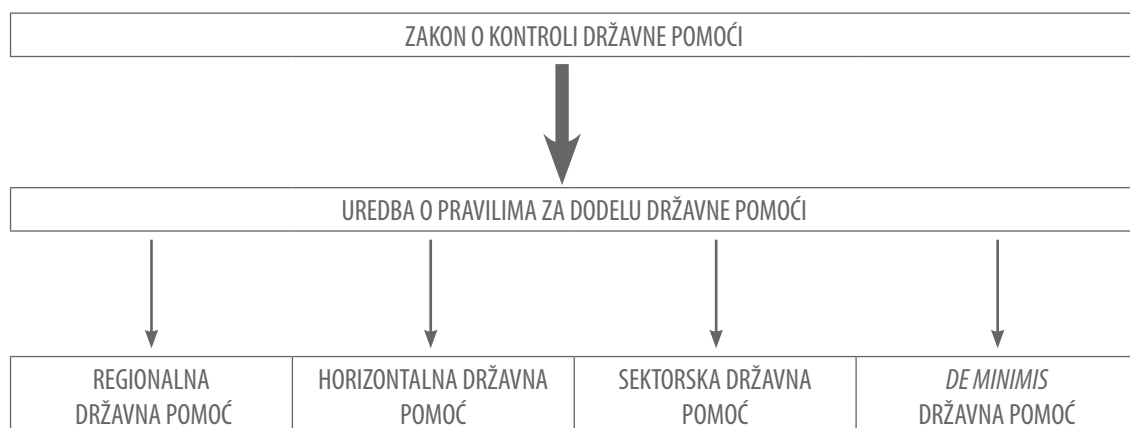 ZAKON O KONTROLI DRŽAVNE POMOĆI
UREDBA O PRAVILIMA ZA DODELU DRŽAVNE POMOĆI
REGIONALNA
DRŽAVNA POMOĆ
HORIZONTALNA DRŽAVNA
POMOĆ
SEKTORSKA DRŽAVNA
POMOĆ
DE MINIMIS
DRŽAVNA POMOĆ